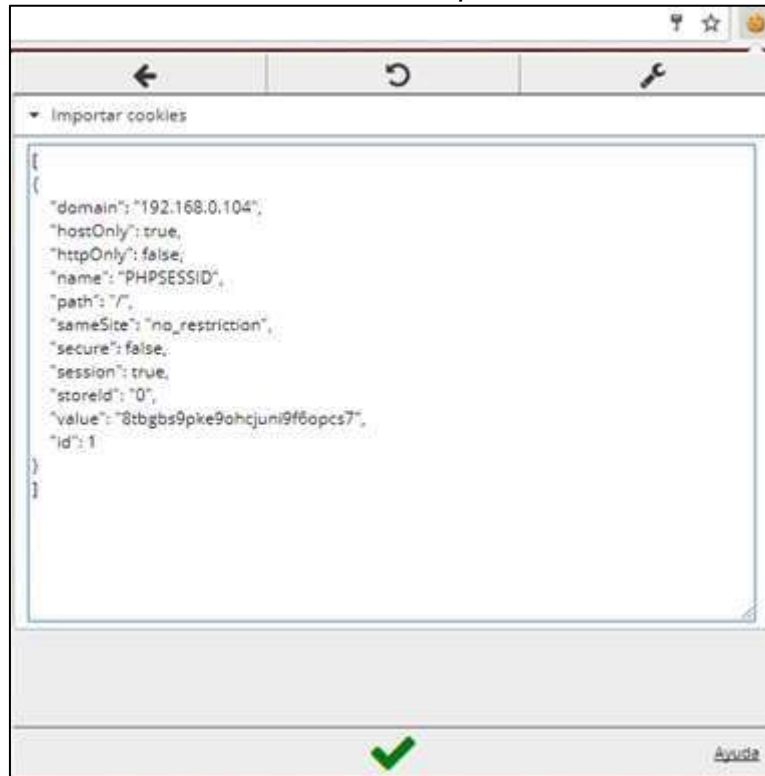 Importar cookies
[
{
"domain": "192.168.0.104",
"hostOnly": true,
"httpOnly": false,
"name": "PHPSESSID",
"path": "/",
"sameSite": "no_restriction",
"secure": false,
"session": true,
"storeId": "0",
"value": "8tbgbs9pke9ohcjuni9f6opcs7",
"id": 1
}
]
Ayuda